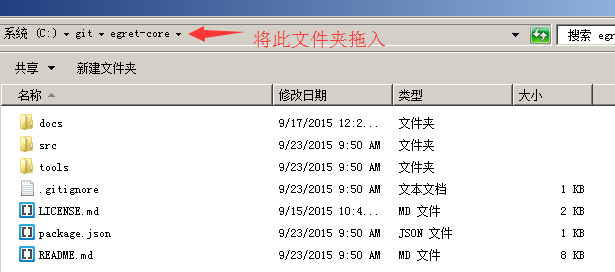 系统 (C:) ▸ git ▸ egret-core ▸ 将此文件夹拖入 搜索 egr
共享 ▼ 新建文件夹
名称 修改日期 类型 大小
docs 9/17/2015 12:2... 文件夹
src 9/23/2015 9:50 AM 文件夹
tools 9/23/2015 9:50 AM 文件夹
.gitignore 9/23/2015 9:50 AM 文本文档 1 KB
LICENSE.md 9/15/2015 10:4... MD 文件 2 KB
package.json 9/23/2015 9:50 AM JSON 文件 1 KB
README.md 9/23/2015 9:50 AM MD 文件 8 KB